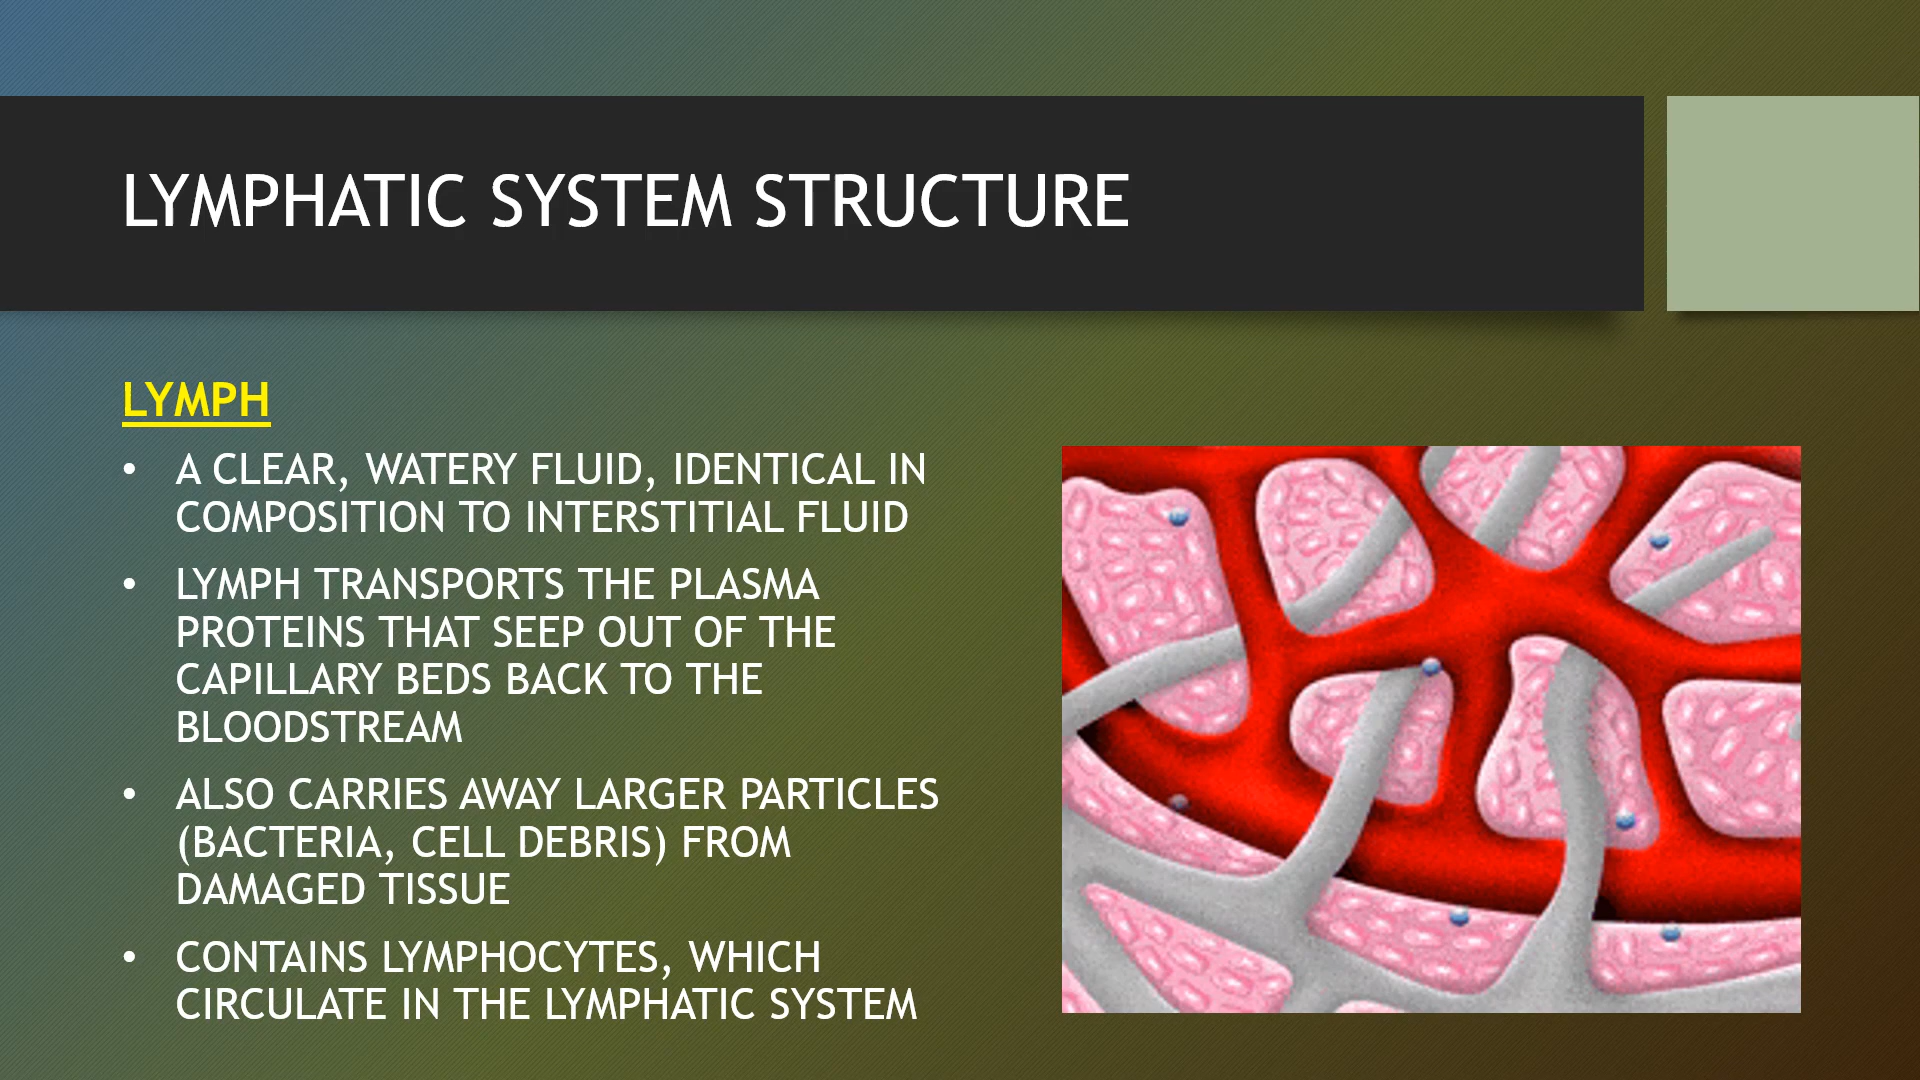 LYMPHATIC SYSTEM STRUCTURE
LYMPH
• A CLEAR, WATERY FLUID, IDENTICAL IN
COMPOSITION TO INTERSTITIAL FLUID
• LYMPH TRANSPORTS THE PLASMA
PROTEINS THAT SEEP OUT OF THE
CAPILLARY BEDS BACK TO THE
BLOODSTREAM
• ALSO CARRIES AWAY LARGER PARTICLES
(BACTERIA, CELL DEBRIS) FROM
DAMAGED TISSUE
• CONTAINS LYMPHOCYTES, WHICH
CIRCULATE IN THE LYMPHATIC SYSTEM